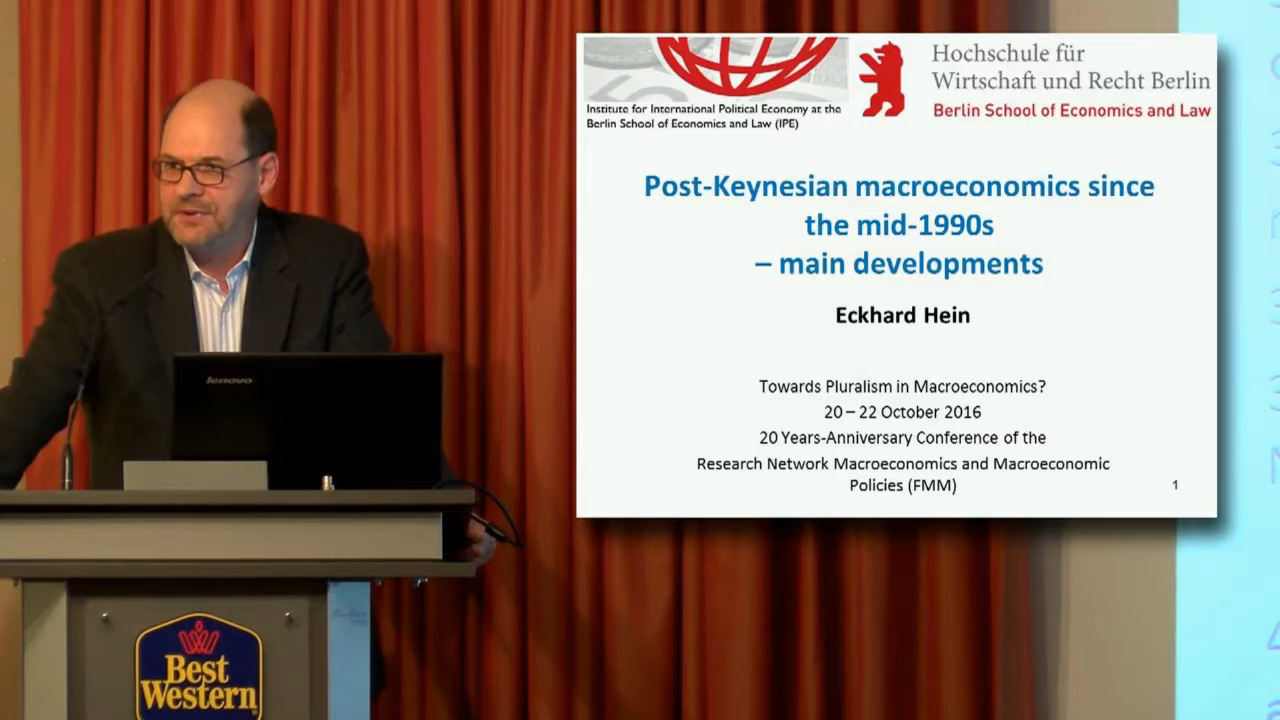 Institute for International Political Economy at the
Berlin School of Economics and Law (IPE)
Hochschule für
Wirtschaft und Recht Berlin
Berlin School of Economics and Law
Post-Keynesian macroeconomics since
the mid-1990s
– main developments
Eckhard Hein
Towards Pluralism in Macroeconomics?
20 – 22 October 2016
20 Years-Anniversary Conference of the
Research Network Macroeconomics and Macroeconomic
Policies (FMM)
1
lenovo
Best
Western